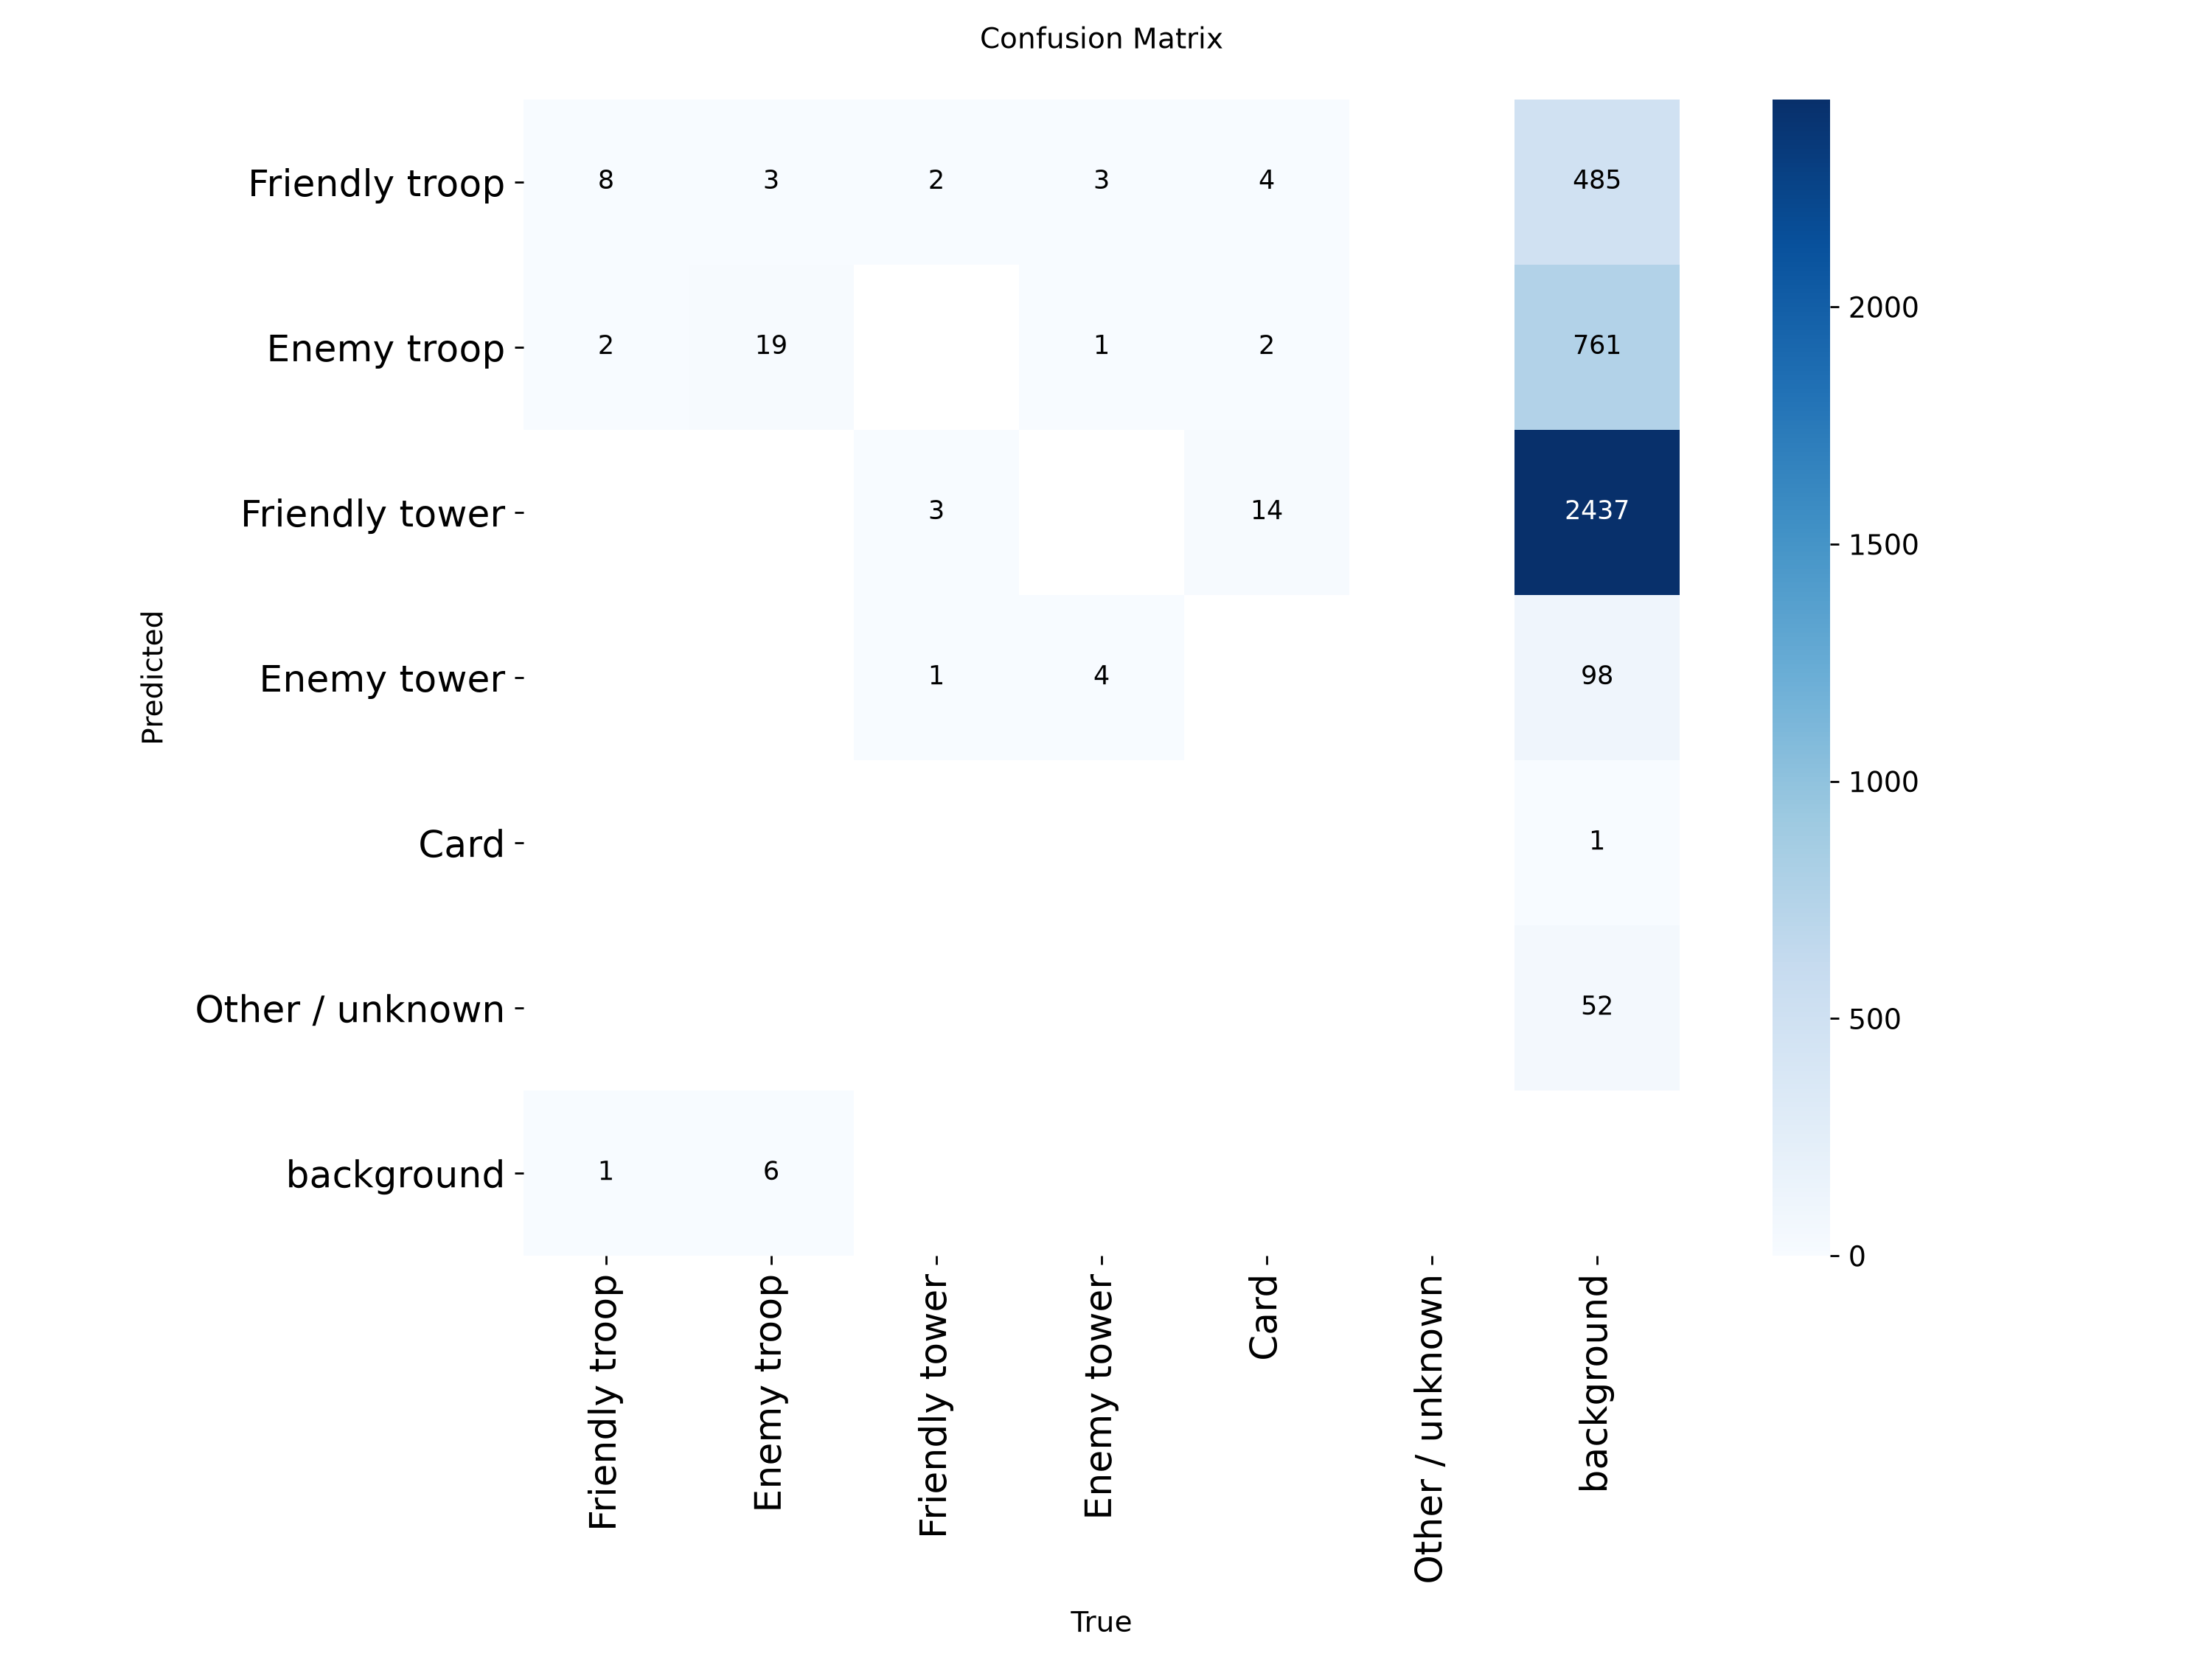 Confusion Matrix
Friendly troop 8 3 2 3 4 485
Enemy troop 2 19 1 2 761
Friendly tower 3 14 2437
Enemy tower 1 4 98
Card 1
Other / unknown 52
background 1 6
Predicted
Friendly troop
Enemy troop
Friendly tower
Enemy tower
Card
Other / unknown
background
True
2000
1500
1000
500
0